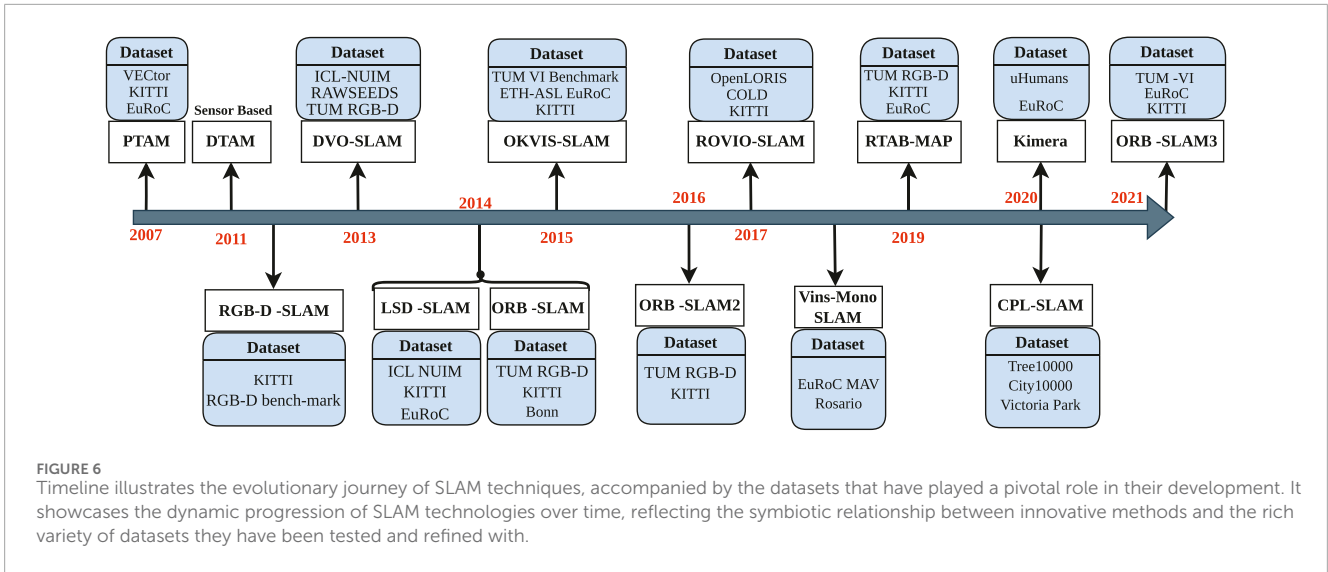 Dataset
VECtor
KITTI
EuRoC
PTAM
Sensor Based
DTAM
Dataset
ICL-NUIM
RAWSEEDS
TUM RGB-D
DVO-SLAM
Dataset
TUM VI Benchmark
ETH-ASL EuRoC
KITTI
OKVIS-SLAM
Dataset
OpenLORIS
COLD
KITTI
ROVIO-SLAM
Dataset
TUM RGB-D
KITTI
EuRoC
RTAB-MAP
Dataset
uHumans
EuRoC
Kimera
Dataset
TUM -VI
EuRoC
KITTI
ORB -SLAM3
2007
2011
2013
2014
2015
2016
2017
2019
2020
2021
RGB-D -SLAM
Dataset
KITTI
RGB-D bench-mark
LSD -SLAM
Dataset
ICL NUIM
KITTI
EuRoC
ORB -SLAM
Dataset
TUM RGB-D
KITTI
Bonn
ORB -SLAM2
Dataset
TUM RGB-D
KITTI
Vins-Mono
SLAM
Dataset
EuRoC MAV
Rosario
CPL-SLAM
Dataset
Tree10000
City10000
Victoria Park
FIGURE 6
Timeline illustrates the evolutionary journey of SLAM techniques, accompanied by the datasets that have played a pivotal role in their development. It
showcases the dynamic progression of SLAM technologies over time, reflecting the symbiotic relationship between innovative methods and the rich
variety of datasets they have been tested and refined with.